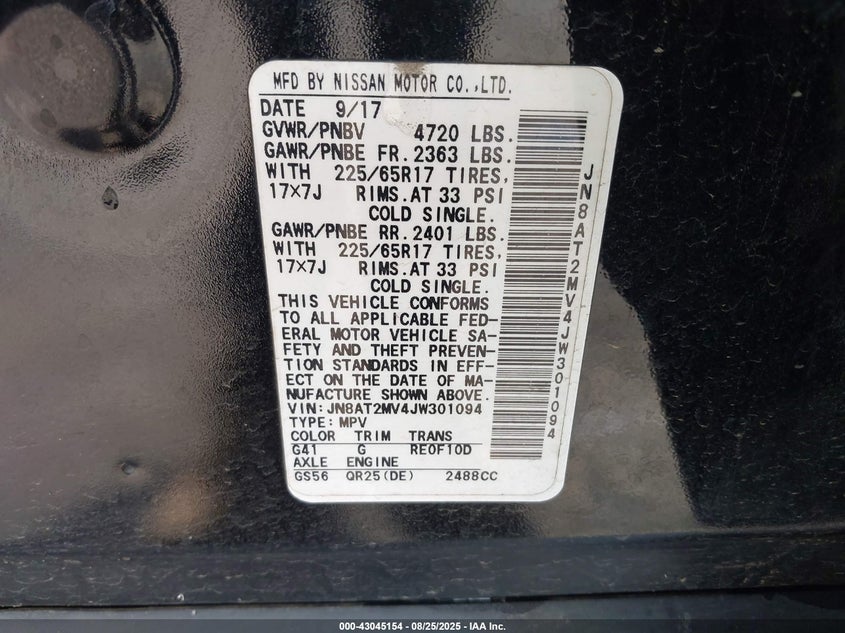 MFD BY NISSAN MOTOR CO.,LTD.
DATE 9/17
GVWR/PNBV 4720 LBS.
GAWR/PNBE FR.2363 LBS.
WITH 225/65R17 TIRES,
17×7J RIMS.AT 33 PSI
COLD SINGLE.
GAWR/PNBE RR.2401 LBS.
WITH 225/65R17 TIRES,
17×7J RIMS.AT 33 PSI
COLD SINGLE.
THIS VEHICLE CONFORMS
TO ALL APPLICABLE FED-
ERAL MOTOR VEHICLE SA-
FETY AND THEFT PREVEN-
TION STANDARDS IN EFF-
ECT ON THE DATE OF MA-
NUFACTURE SHOWN ABOVE.
VIN:JN8AT2MV4JW301094
TYPE:MPV
COLOR TRIM TRANS
G41 G RE0F10D
AXLE ENGINE
GS56 QR25(DE) 2488CC
JN8AT2MV4JW301094
000-43045154 - 08/25/2025 - IAA Inc.